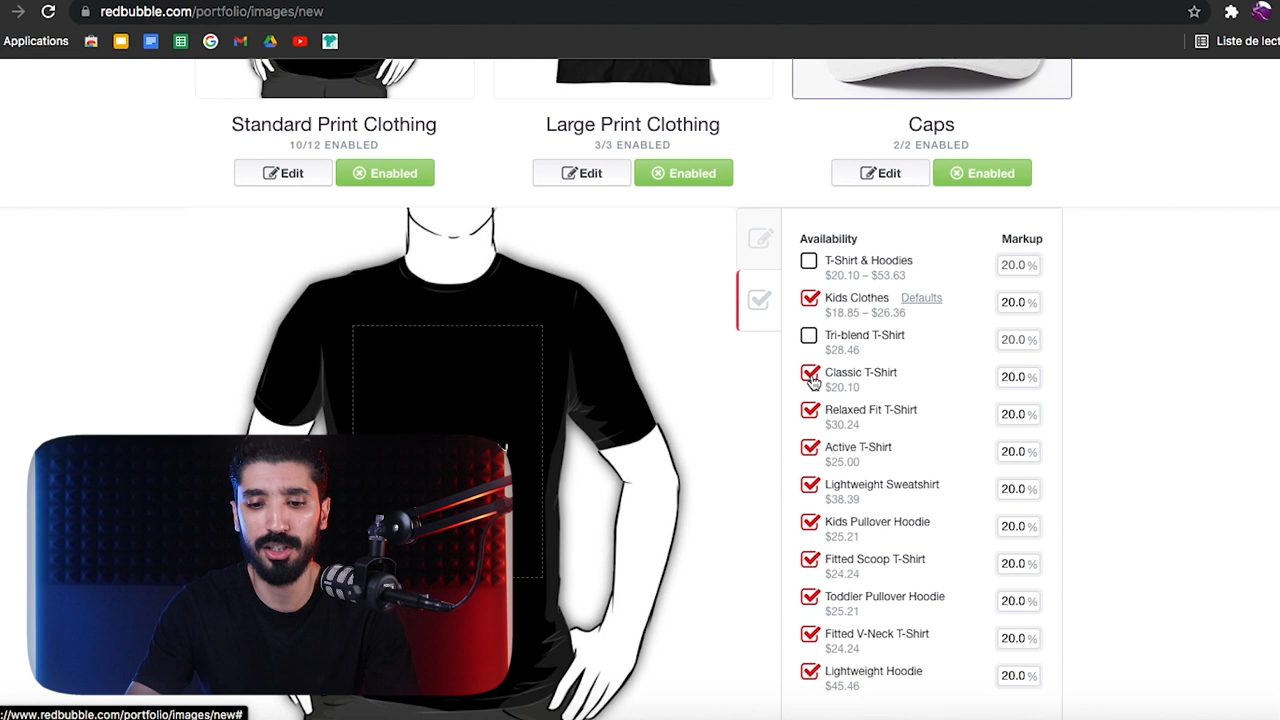 redbubble.com/portfolio/images/new
Applications
Liste de lect
Standard Print Clothing
10/12 ENABLED
Edit
Enabled
Large Print Clothing
3/3 ENABLED
Edit
Enabled
Caps
2/2 ENABLED
Edit
Enabled
Availability Markup
T-Shirt & Hoodies 20.0 %
$20.10 – $53.63
Kids Clothes Defaults 20.0 %
$18.85 – $26.36
Tri-blend T-Shirt 20.0 %
$28.46
Classic T-Shirt 20.0 %
$20.10
Relaxed Fit T-Shirt 20.0 %
$30.24
Active T-Shirt 20.0 %
$25.00
Lightweight Sweatshirt 20.0 %
$38.39
Kids Pullover Hoodie 20.0 %
$25.21
Fitted Scoop T-Shirt 20.0 %
$24.24
Toddler Pullover Hoodie 20.0 %
$25.21
Fitted V-Neck T-Shirt 20.0 %
$24.24
Lightweight Hoodie 20.0 %
$45.46
://www.redbubble.com/portfolio/images/new#